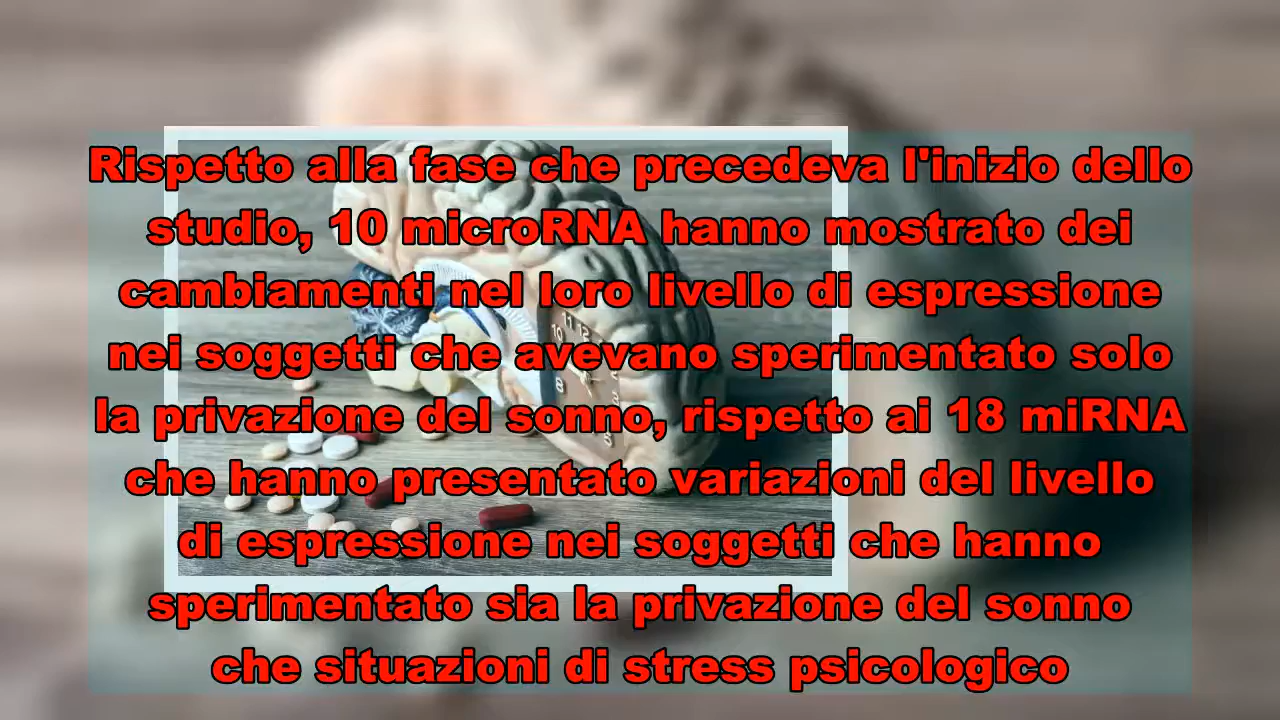 Rispetto alla fase che precedeva l'inizio dello
studio, 10 microRNA hanno mostrato dei
cambiamenti nel loro livello di espressione
nei soggetti che avevano sperimentato solo
la privazione del sonno, rispetto ai 18 miRNA
che hanno presentato variazioni del livello
di espressione nei soggetti che hanno
sperimentato sia la privazione del sonno
che situazioni di stress psicologico